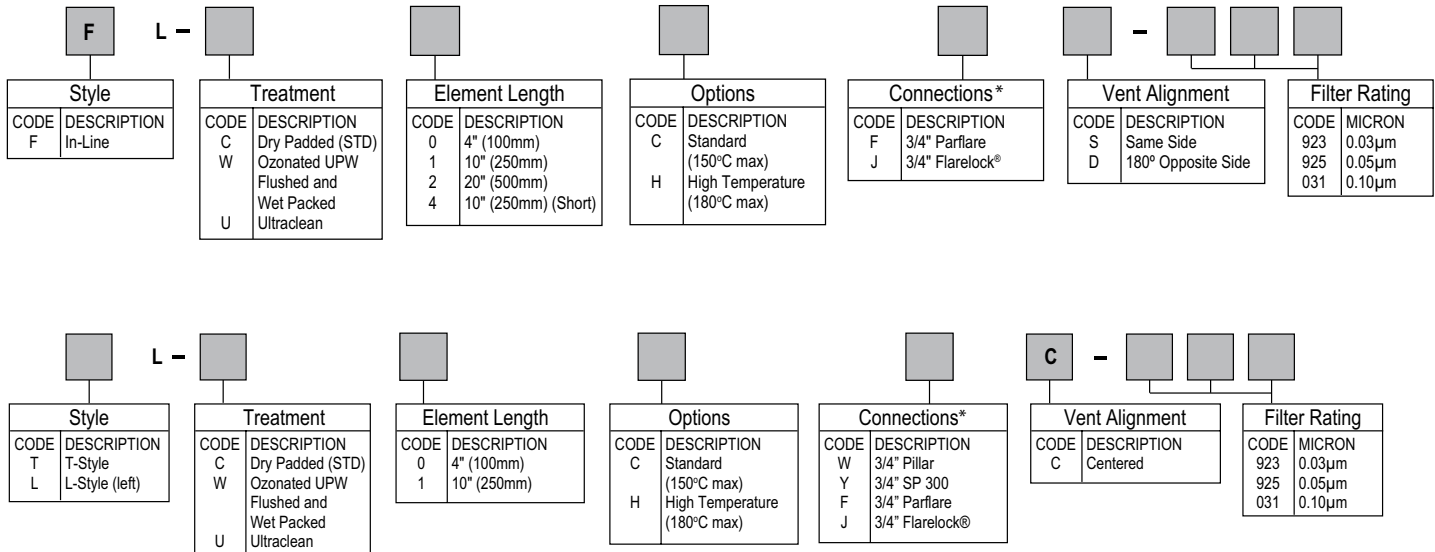 F L –  –
Style
CODE DESCRIPTION
F In-Line
Treatment
CODE DESCRIPTION
C Dry Padded (STD)
W Ozonated UPW
Flushed and
Wet Packed
U Ultraclean
Element Length
CODE DESCRIPTION
0 4" (100mm)
1 10" (250mm)
2 20" (500mm)
4 10" (250mm) (Short)
Options
CODE DESCRIPTION
C Standard
(150°C max)
H High Temperature
(180°C max)
Connections*
CODE DESCRIPTION
F 3/4" Parflare
J 3/4" Flarelock®
Vent Alignment
CODE DESCRIPTION
S Same Side
D 180º Opposite Side
Filter Rating
CODE MICRON
923 0.03µm
925 0.05µm
031 0.10µm
L – C –
Style
CODE DESCRIPTION
T T-Style
L L-Style (left)
Treatment
CODE DESCRIPTION
C Dry Padded (STD)
W Ozonated UPW
Flushed and
Wet Packed
U Ultraclean
Element Length
CODE DESCRIPTION
0 4" (100mm)
1 10" (250mm)
Options
CODE DESCRIPTION
C Standard
(150°C max)
H High Temperature
(180°C max)
Connections*
CODE DESCRIPTION
W 3/4” Pillar
Y 3/4” SP 300
F 3/4” Parflare
J 3/4” Flarelock®
Vent Alignment
CODE DESCRIPTION
C Centered
Filter Rating
CODE MICRON
923 0.03µm
925 0.05µm
031 0.10µm